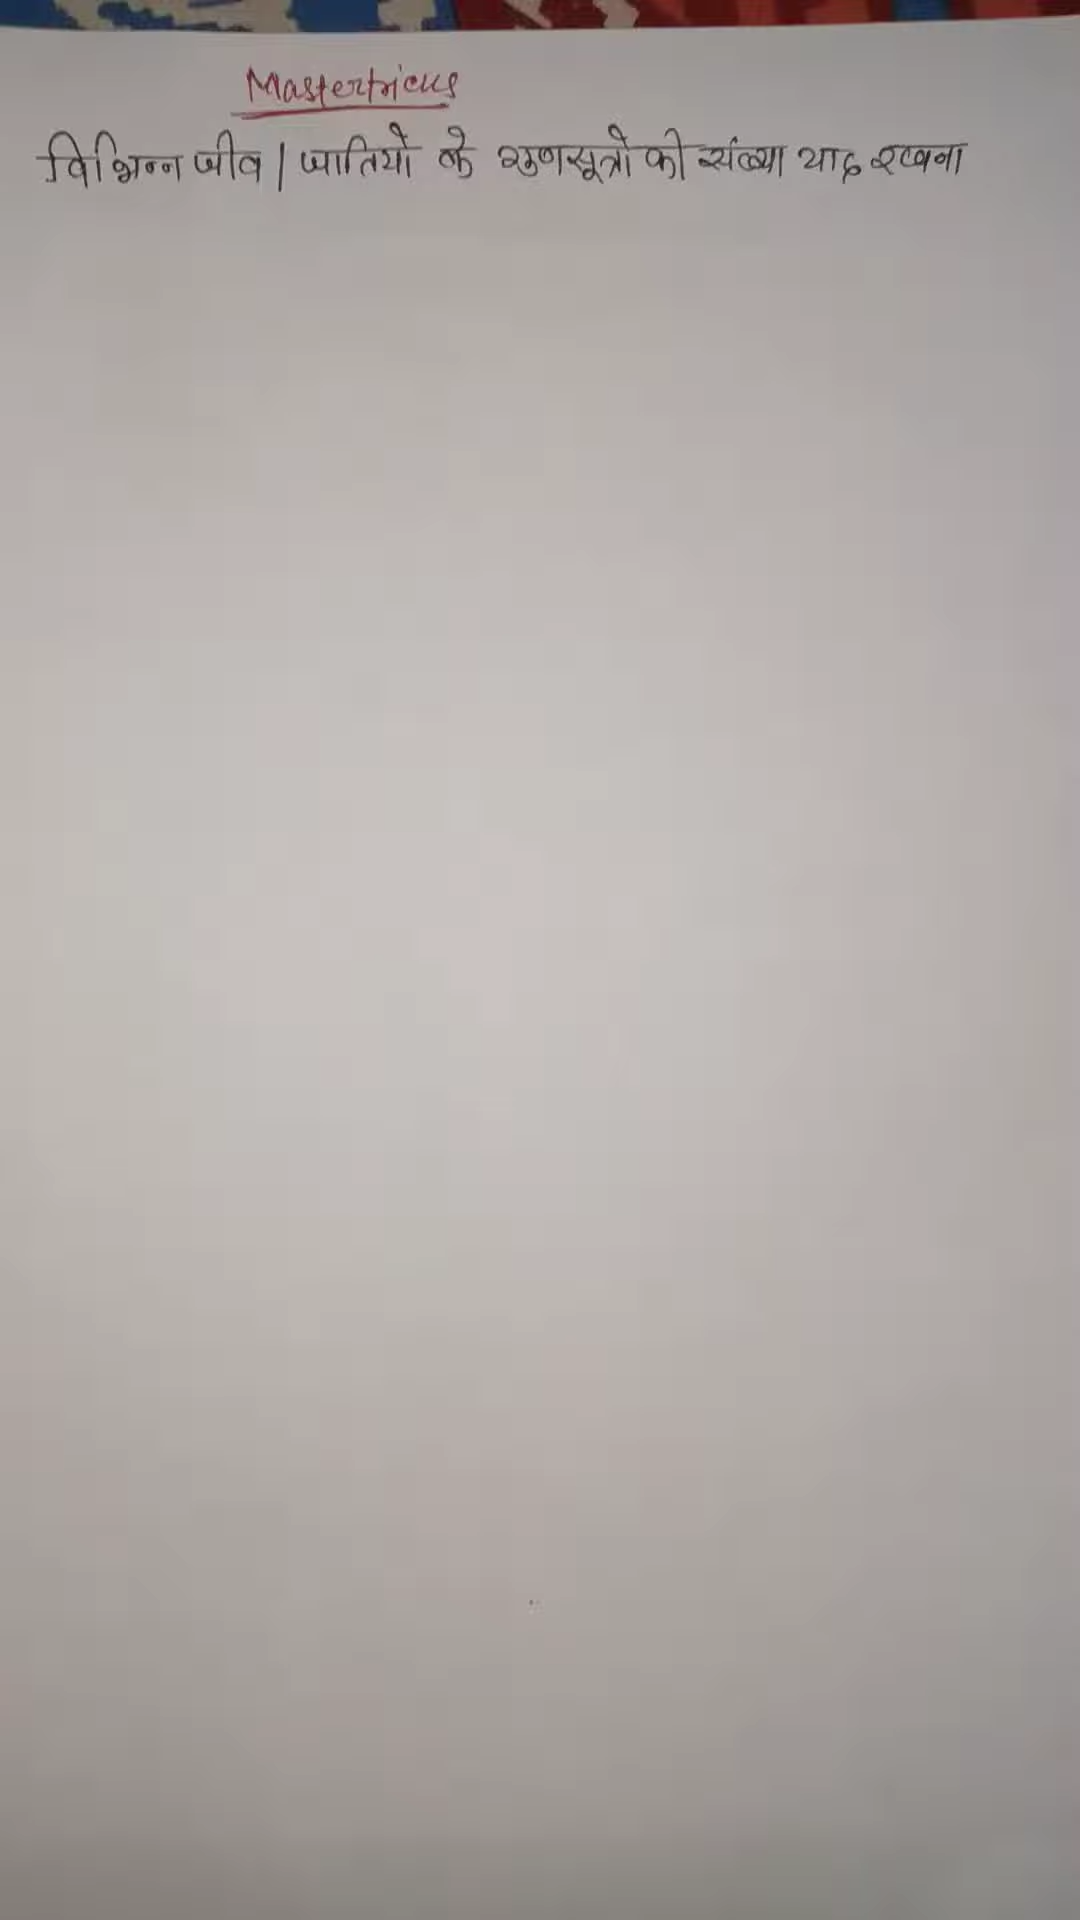 Mastertricks
विभिन्न जीव / जातियों के गुणसूत्रो की संख्या याद रखना